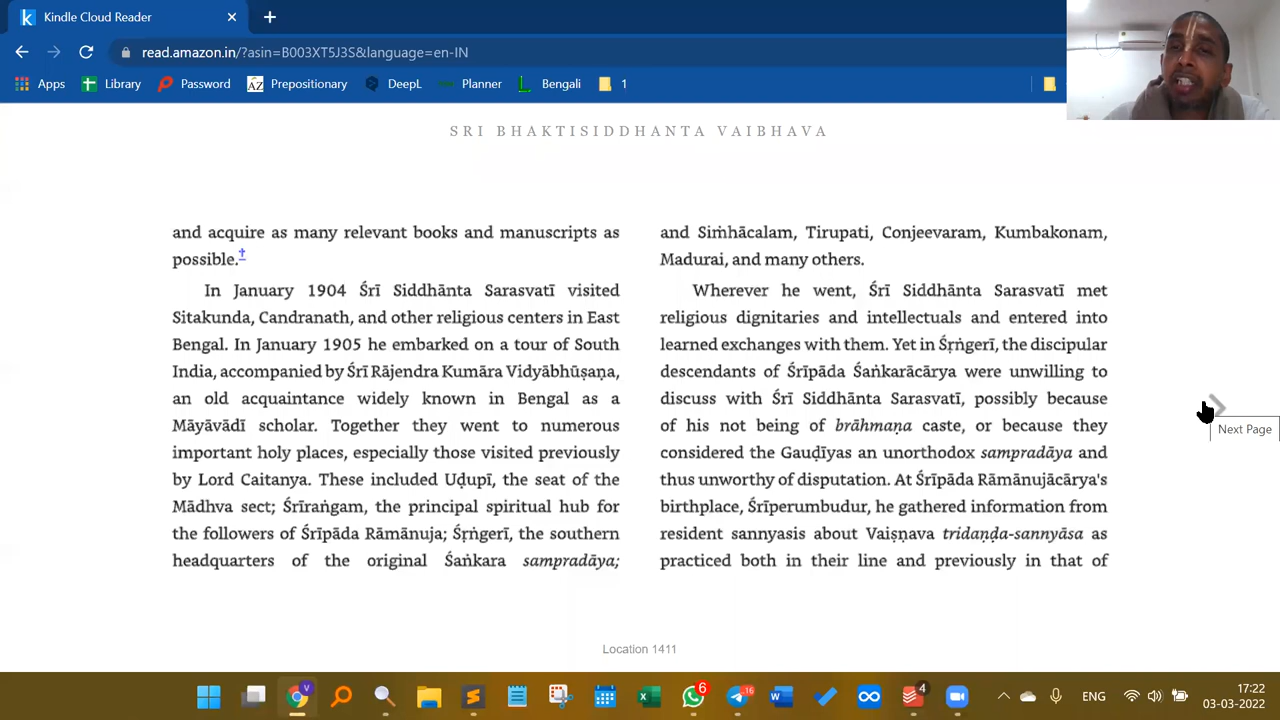 Kindle Cloud Reader
read.amazon.in/?asin=B003XT5J3S&language=en-IN
Apps Library Password Prepositionary DeepL Planner Bengali 1
SRI BHAKTISIDDHANTA VAIBHAVA
and acquire as many relevant books and manuscripts as
possible.†
In January 1904 Śrī Siddhānta Sarasvatī visited
Sitakunda, Candranath, and other religious centers in East
Bengal. In January 1905 he embarked on a tour of South
India, accompanied by Śrī Rājendra Kumāra Vidyābhūṣaṇa,
an old acquaintance widely known in Bengal as a
Māyāvādī scholar. Together they went to numerous
important holy places, especially those visited previously
by Lord Caitanya. These included Uḍupī, the seat of the
Mādhva sect; Śrīraṅgam, the principal spiritual hub for
the followers of Śrīpāda Rāmānuja; Śṛṅgerī, the southern
headquarters of the original Śaṅkara sampradāya;
and Siṁhācalam, Tirupati, Conjeevaram, Kumbakonam,
Madurai, and many others.
Wherever he went, Śrī Siddhānta Sarasvatī met
religious dignitaries and intellectuals and entered into
learned exchanges with them. Yet in Śṛṅgerī, the discipular
descendants of Śrīpāda Śaṅkarācārya were unwilling to
discuss with Śrī Siddhānta Sarasvatī, possibly because
of his not being of brāhmaṇa caste, or because they
considered the Gauḍīyas an unorthodox sampradāya and
thus unworthy of disputation. At Śrīpāda Rāmānujācārya's
birthplace, Śrīperumbudur, he gathered information from
resident sannyasis about Vaiṣṇava tridaṇḍa-sannyāsa as
practiced both in their line and previously in that of
Next Page
Location 1411
6
16
4
ENG
17:22
03-03-2022